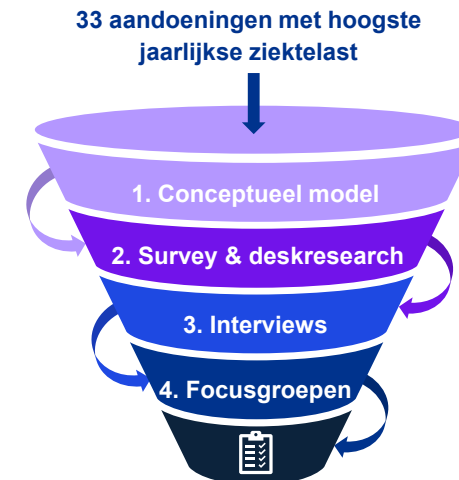 33 aandoeningen met hoogste
jaarlijkse ziektelast
1. Conceptueel model
2. Survey & deskresearch
3. Interviews
4. Focusgroepen